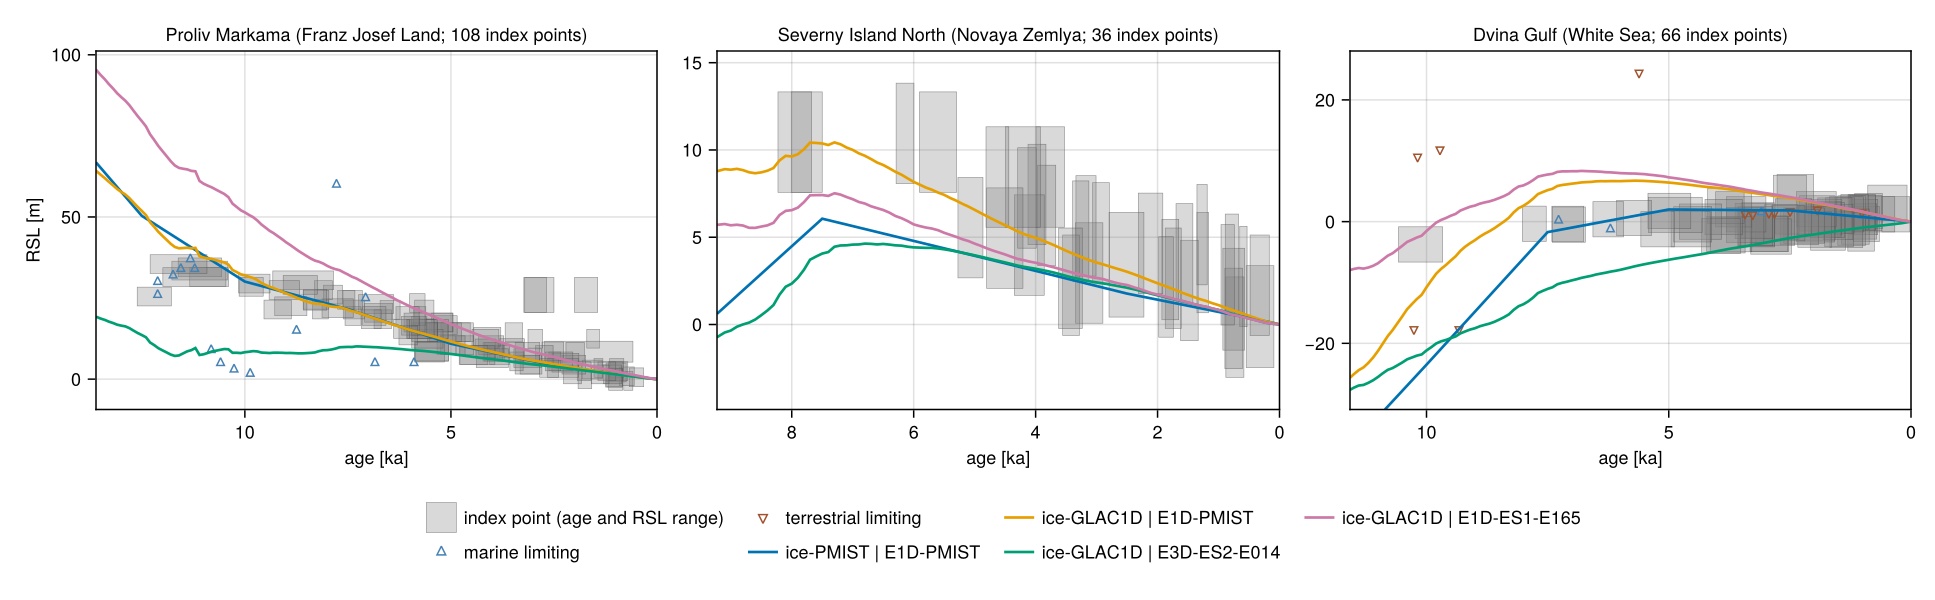 Proliv Markama (Franz Josef Land; 108 index points)
Severny Island North (Novaya Zemlya; 36 index points)
Dvina Gulf (White Sea; 66 index points)
RSL [m]
100
50
0
10
5
0
age [ka]
15
10
5
0
8
6
4
2
0
age [ka]
20
0
−20
10
5
0
age [ka]
index point (age and RSL range)
terrestrial limiting
ice-GLAC1D | E1D-PMIST
ice-GLAC1D | E1D-ES1-E165
marine limiting
ice-PMIST | E1D-PMIST
ice-GLAC1D | E3D-ES2-E014